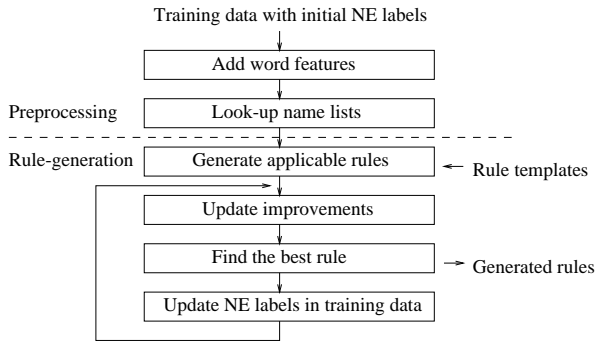 Training data with initial NE labels
Add word features
Preprocessing
Look-up name lists
Rule-generation
Generate applicable rules
Rule templates
Update improvements
Find the best rule
Generated rules
Update NE labels in training data